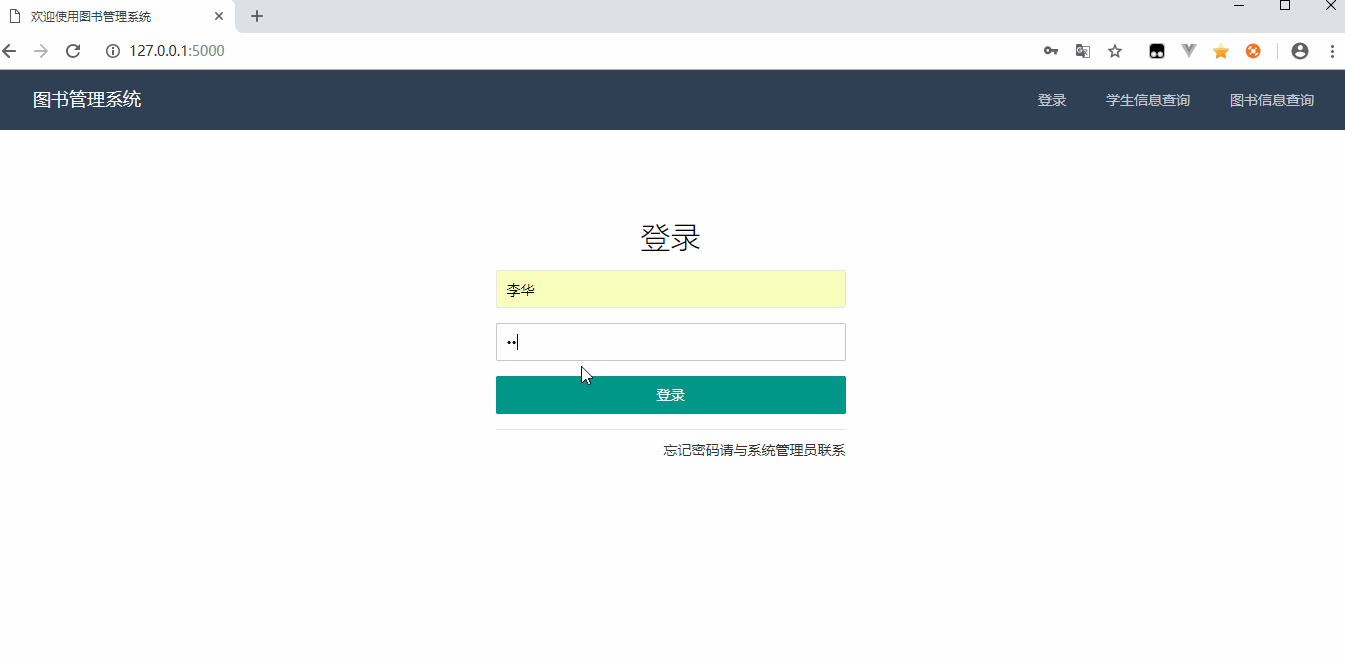 欢迎使用图书管理系统
127.0.0.1:5000
图书管理系统 登录 学生信息查询 图书信息查询
登录
李华
••
登录
忘记密码请与系统管理员联系